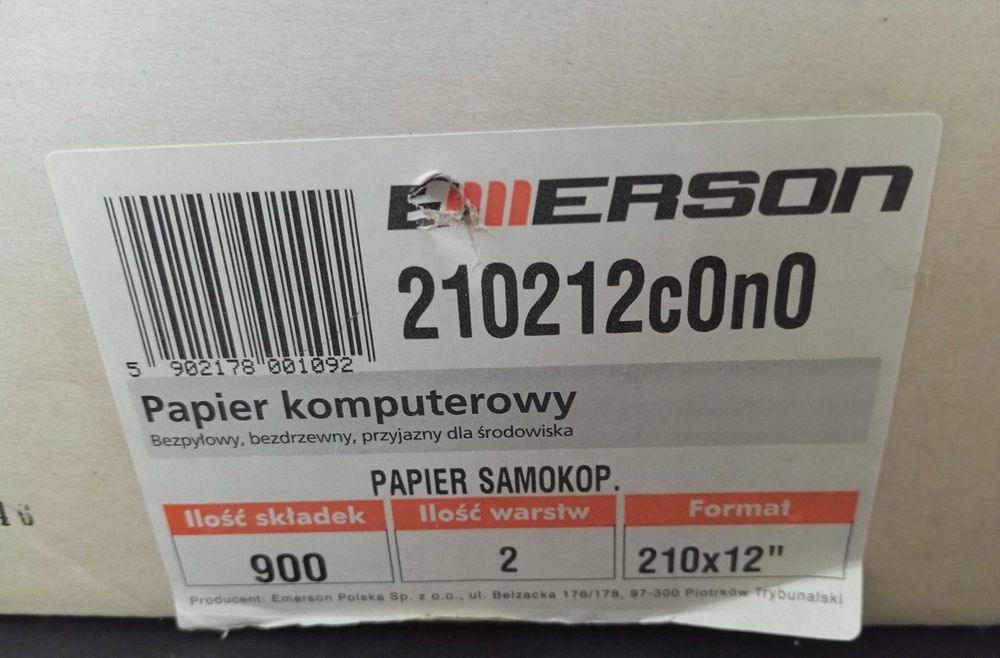 EMERSON
210212c0n0
5 902178 001092
Papier komputerowy
Bezpyłowy, bezdrzewny, przyjazny dla środowiska
PAPIER SAMOKOP.
Ilość składek Ilość warstw Format
900 2 210x12"
Producent: Emerson Polska Sp. z o.o., ul. Belzacka 176/178, 97-300 Piotrków Trybunalski